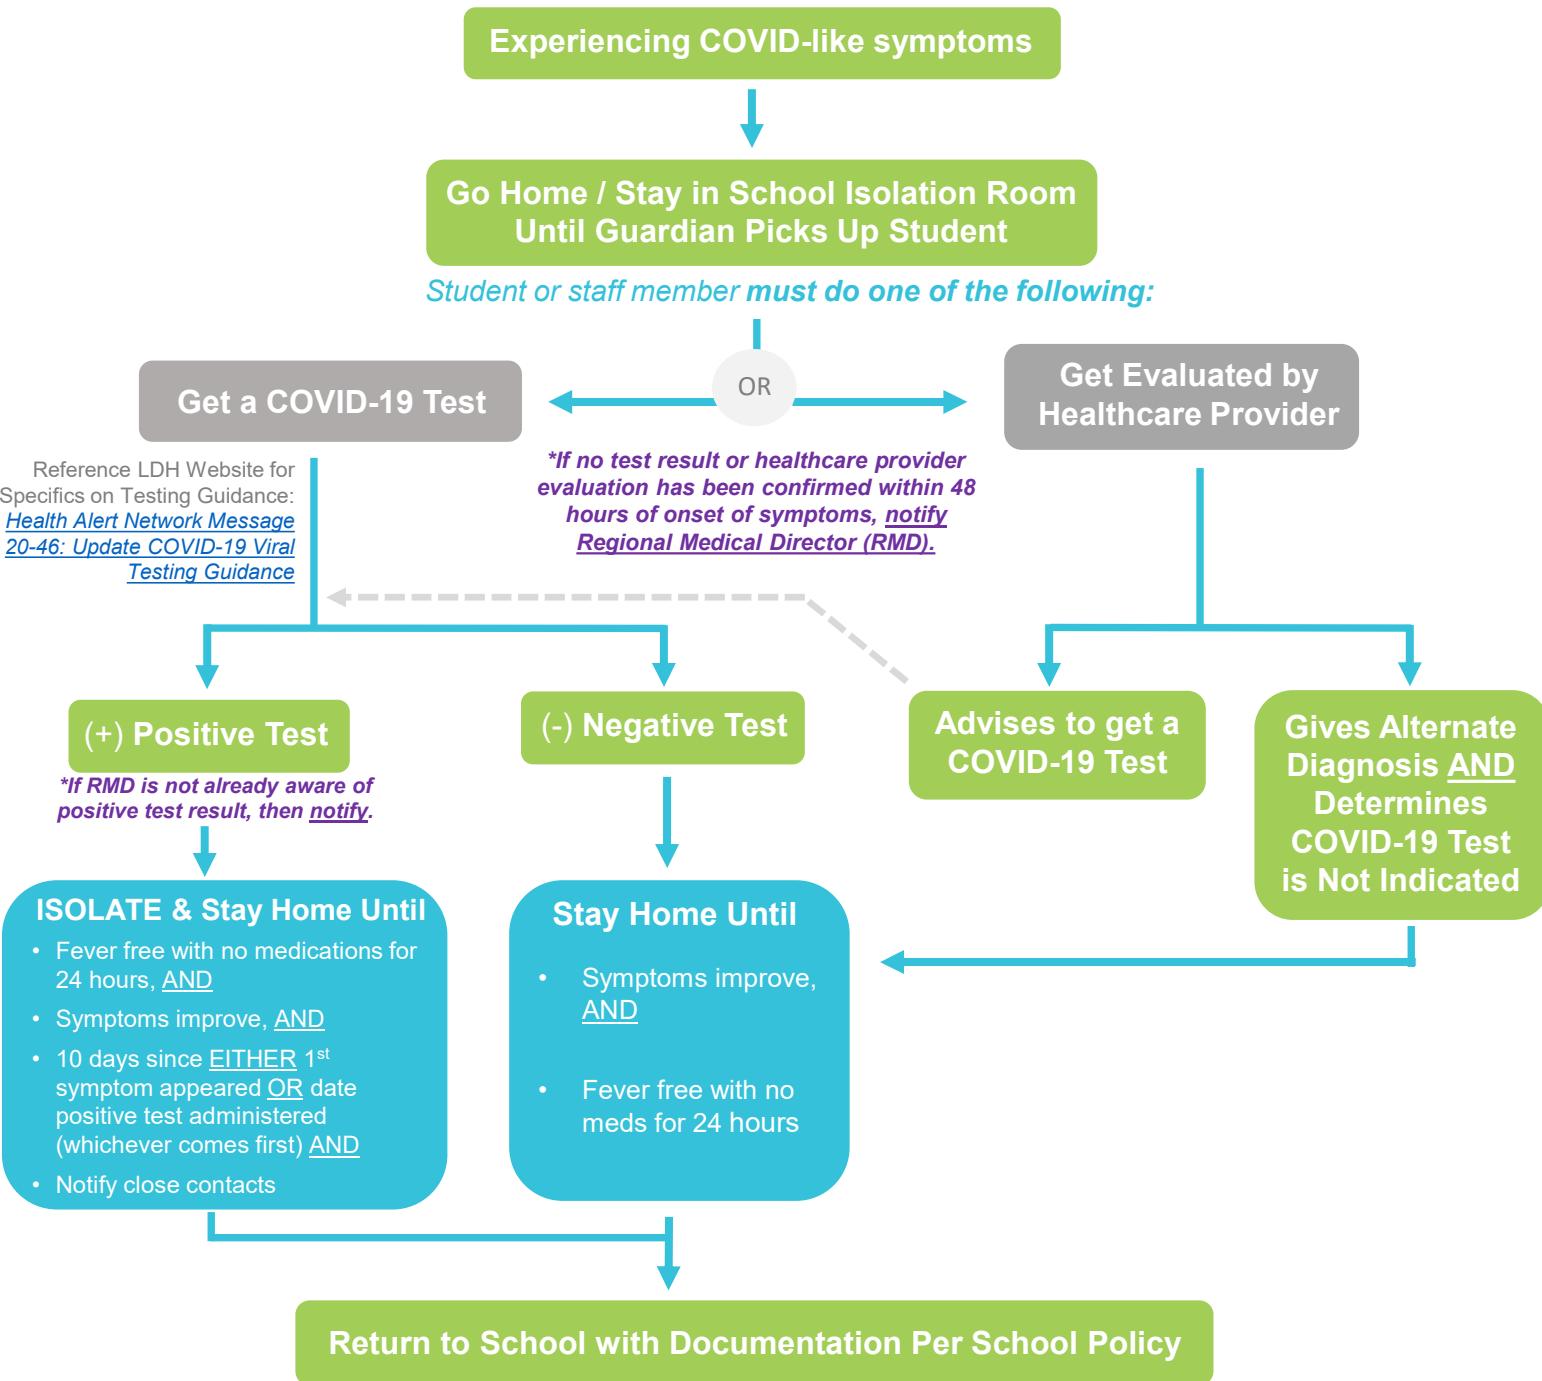 Experiencing COVID-like symptoms
Go Home / Stay in School Isolation Room
Until Guardian Picks Up Student
Student or staff member must do one of the following:
OR
Get a COVID-19 Test
Get Evaluated by
Healthcare Provider
Reference LDH Website for
Specifics on Testing Guidance:
Health Alert Network Message
20-46: Update COVID-19 Viral
Testing Guidance
*If no test result or healthcare provider
evaluation has been confirmed within 48
hours of onset of symptoms, notify
Regional Medical Director (RMD).
(+) Positive Test
*If RMD is not already aware of
positive test result, then notify.
(-) Negative Test
Advises to get a
COVID-19 Test
Gives Alternate
Diagnosis AND
Determines
COVID-19 Test
is Not Indicated
ISOLATE & Stay Home Until
• Fever free with no medications for
24 hours, AND
• Symptoms improve, AND
• 10 days since EITHER 1st
symptom appeared OR date
positive test administered
(whichever comes first) AND
• Notify close contacts
Stay Home Until
• Symptoms improve,
AND
• Fever free with no
meds for 24 hours
Return to School with Documentation Per School Policy